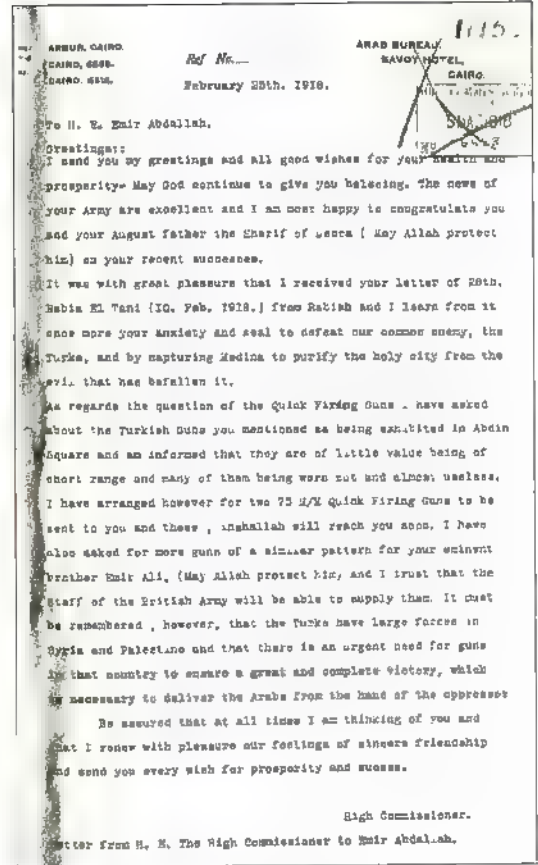 1115.
ARBUR, CAIRO.
ARAB BUREAU,
Ref No.
SAVOY HOTEL,
CAIRO, 6898.
CAIRO.
CAIRO.
February 25th. 1918.
To H. E. Emir Abdallah.
Greetings::
I send you my greetings and all good wishes for your health and
prosperity- May God continue to give you belssing. The news of
your Army are excellent and I am most happy to congratulate you
and your August father the Sharif of Mecca ( May Allah protect
him) on your recent successes.
It was with great pleasure that I received your letter of 28th.
Rabia El Tani (10. Feb. 1918.) from Rabiah and I learn from it
once more your anxiety and zeal to defeat our common enemy, the
Turks, and by capturing Medina to purify the holy city from the
evil that has befallen it.
As regards the question of the Quick Firing Guns I have asked
about the Turkish Guns you mentioned as being exhibited in Abdin
Square and am informed that they are of little value being of
short range and many of them being worn out and almost useless.
I have arranged however for two 75 M/M Quick Firing Guns to be
sent to you and these , inshallah will reach you soon. I have
also asked for more guns of a similar pattern for your eminent
brother Emir Ali, (May Allah protect him) and I trust that the
Staff of the British Army will be able to supply them. It must
be remembered , however, that the Turks have large forces in
Syria and Palestine and that there is an urgent need for guns
in that country to ensure a great and complete victory, which
is necessary to deliver the Arabs from the hand of the oppressor
Be assured that at all times I am thinking of you and
that I renew with pleasure our feelings of sincere friendship
and send you every wish for prosperity and sucess.
High Commissioner.
Letter from H. E. The High Commissioner to Emir Abdallah.